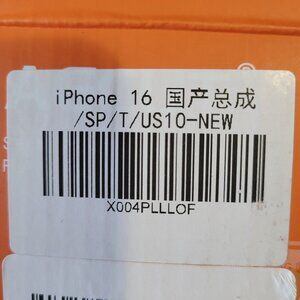 iPhone 16 国产总成
/SP/T/US10-NEW
X004PLLLOF